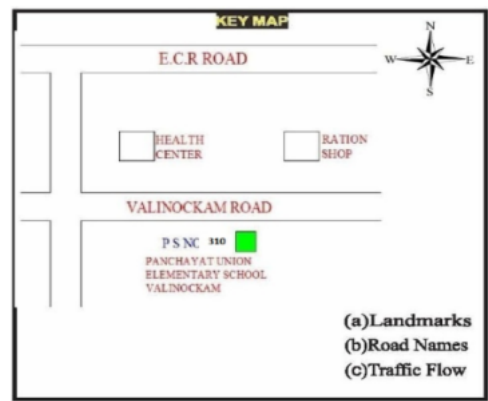 KEY MAP
N
W E
S
E.C.R ROAD
HEALTH
CENTER
RATION
SHOP
VALINOCKAM ROAD
P S NC 310
PANCHAYAT UNION
ELEMENTARY SCHOOL
VALINOCKAM
(a)Landmarks
(b)Road Names
(c)Traffic Flow